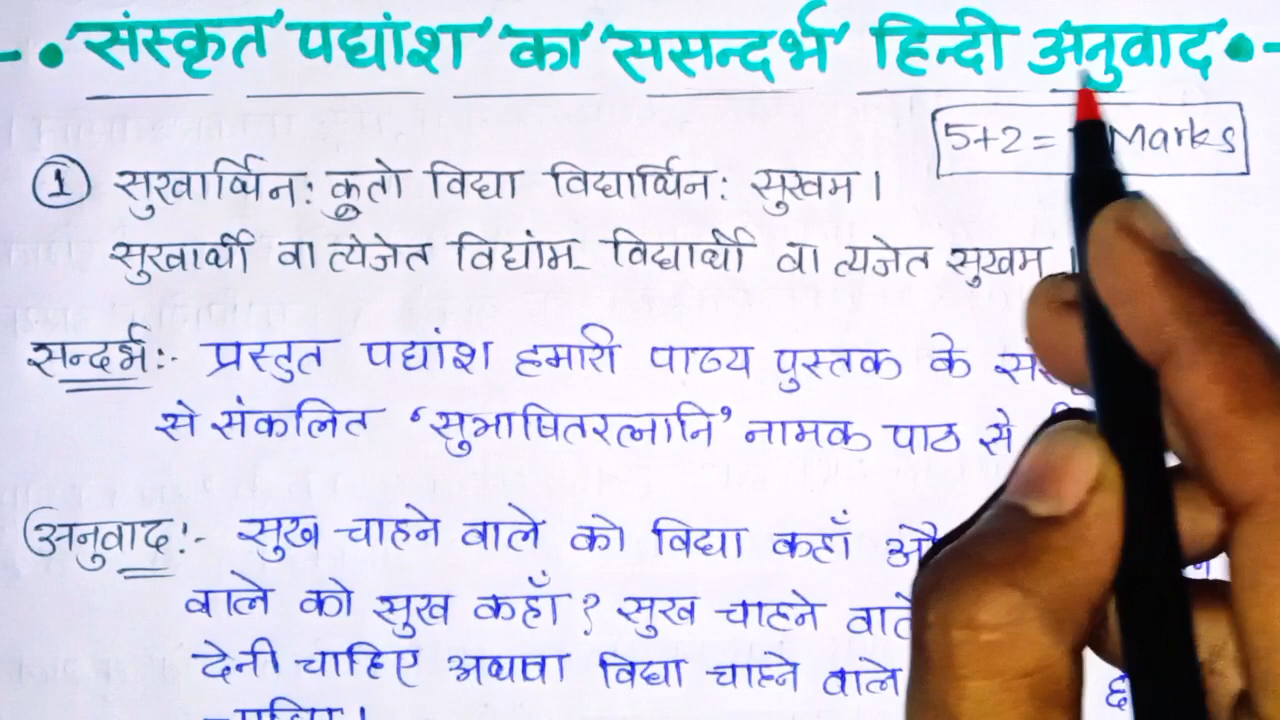 संस्कृत पद्यांश का ससन्दर्भ हिन्दी अनुवाद
5+2= Marks
① सुखार्थिन: कुतो विद्या विद्यार्थिन: सुखम ।
सुखार्थी वा त्येजेत विद्यांम विद्यार्थी वा त्यजेत सुखम ।
सन्दर्भ:- प्रस्तुत पद्यांश हमारी पाठ्य पुस्तक के
से संकलित 'सुभाषितरत्नानि' नामक पाठ से
अनुवाद:- सुख चाहने वाले को विद्या कहाँ
वाले को सुख कहाँ? सुख चाहने
देनी चाहिए अथवा विद्या चाहने वाले